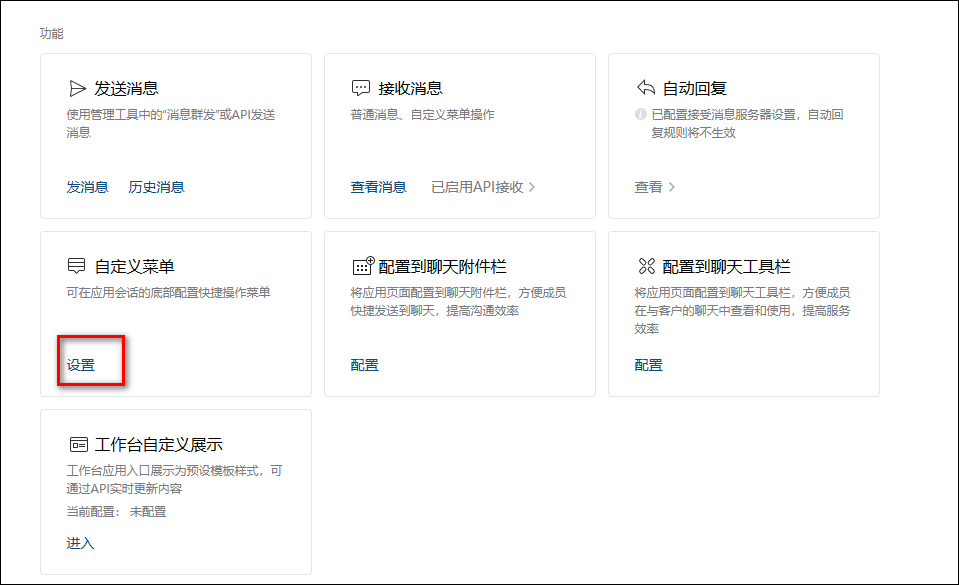 功能
发送消息
使用管理工具中的“消息群发”或API发送
消息
发消息 历史消息
接收消息
普通消息、自定义菜单操作
查看消息 已启用API接收
自动回复
已配置接受消息服务器设置，自动回
复规则将不生效
查看
自定义菜单
可在应用会话的底部配置快捷操作菜单
设置
配置到聊天附件栏
将应用页面配置到聊天附件栏，方便成员
快捷发送到聊天，提高沟通效率
配置
配置到聊天工具栏
将应用页面配置到聊天工具栏，方便成员
在与客户的聊天中查看和使用，提高服务
效率
配置
工作台自定义展示
工作台应用入口展示为预设模板样式，可
通过API实时更新内容
当前配置： 未配置
进入